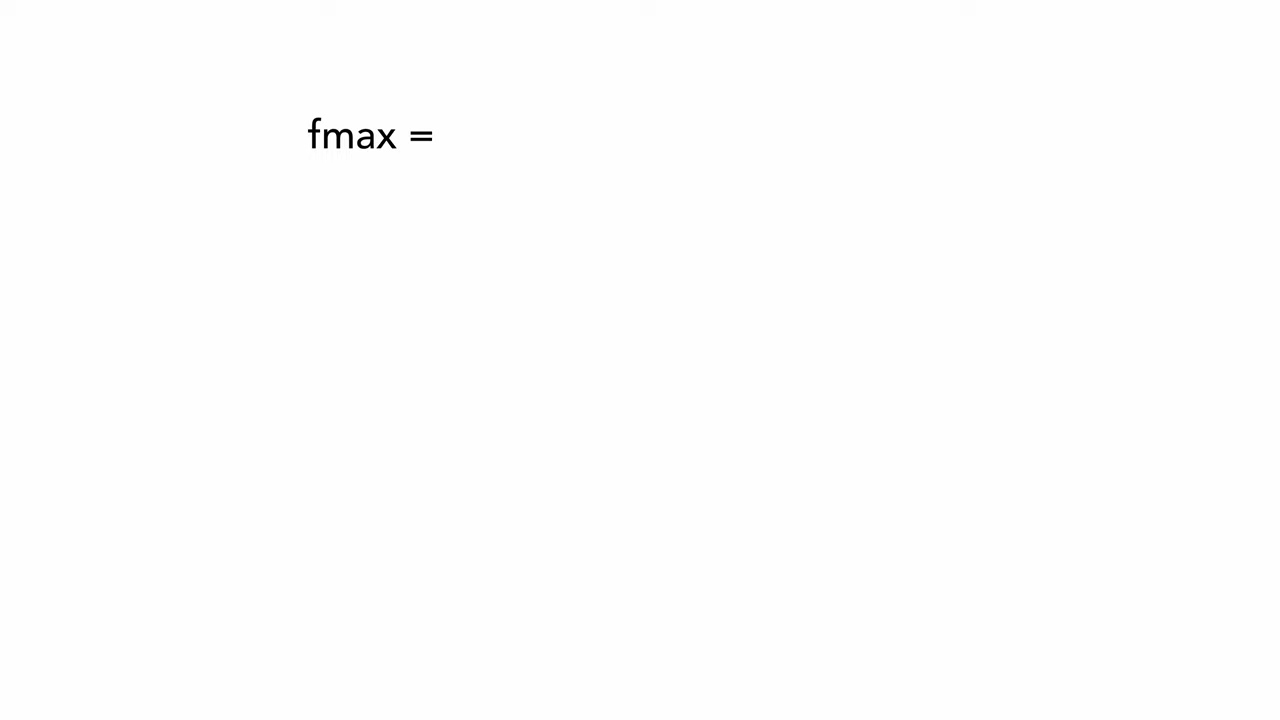 fmax =